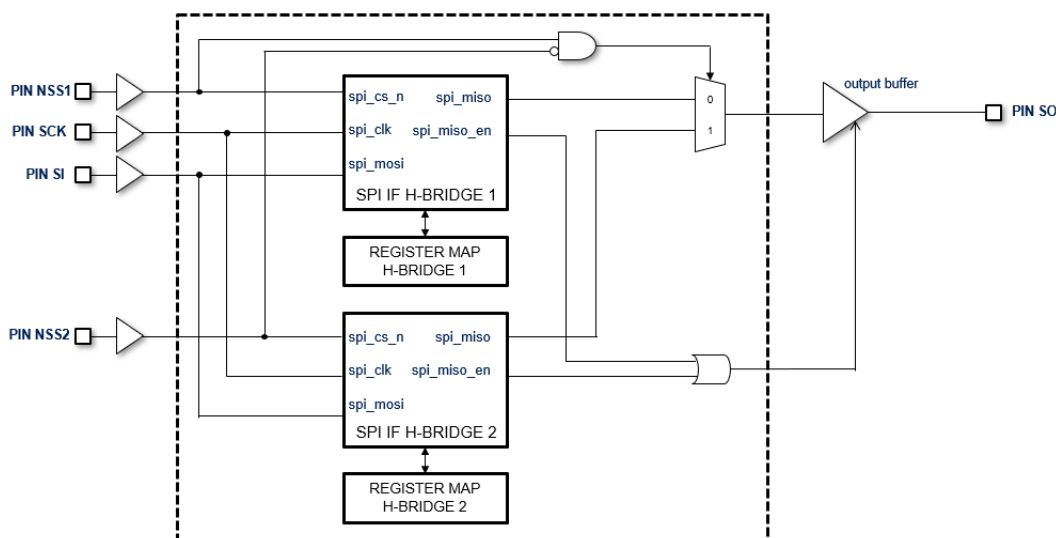 PIN NSS1
PIN SCK
PIN SI
spi_cs_n spi_miso
spi_clk spi_miso_en
spi_mosi
SPI IF H-BRIDGE 1
REGISTER MAP
H-BRIDGE 1
0
1
output buffer
PIN SO
PIN NSS2
spi_cs_n spi_miso
spi_clk spi_miso_en
spi_mosi
SPI IF H-BRIDGE 2
REGISTER MAP
H-BRIDGE 2